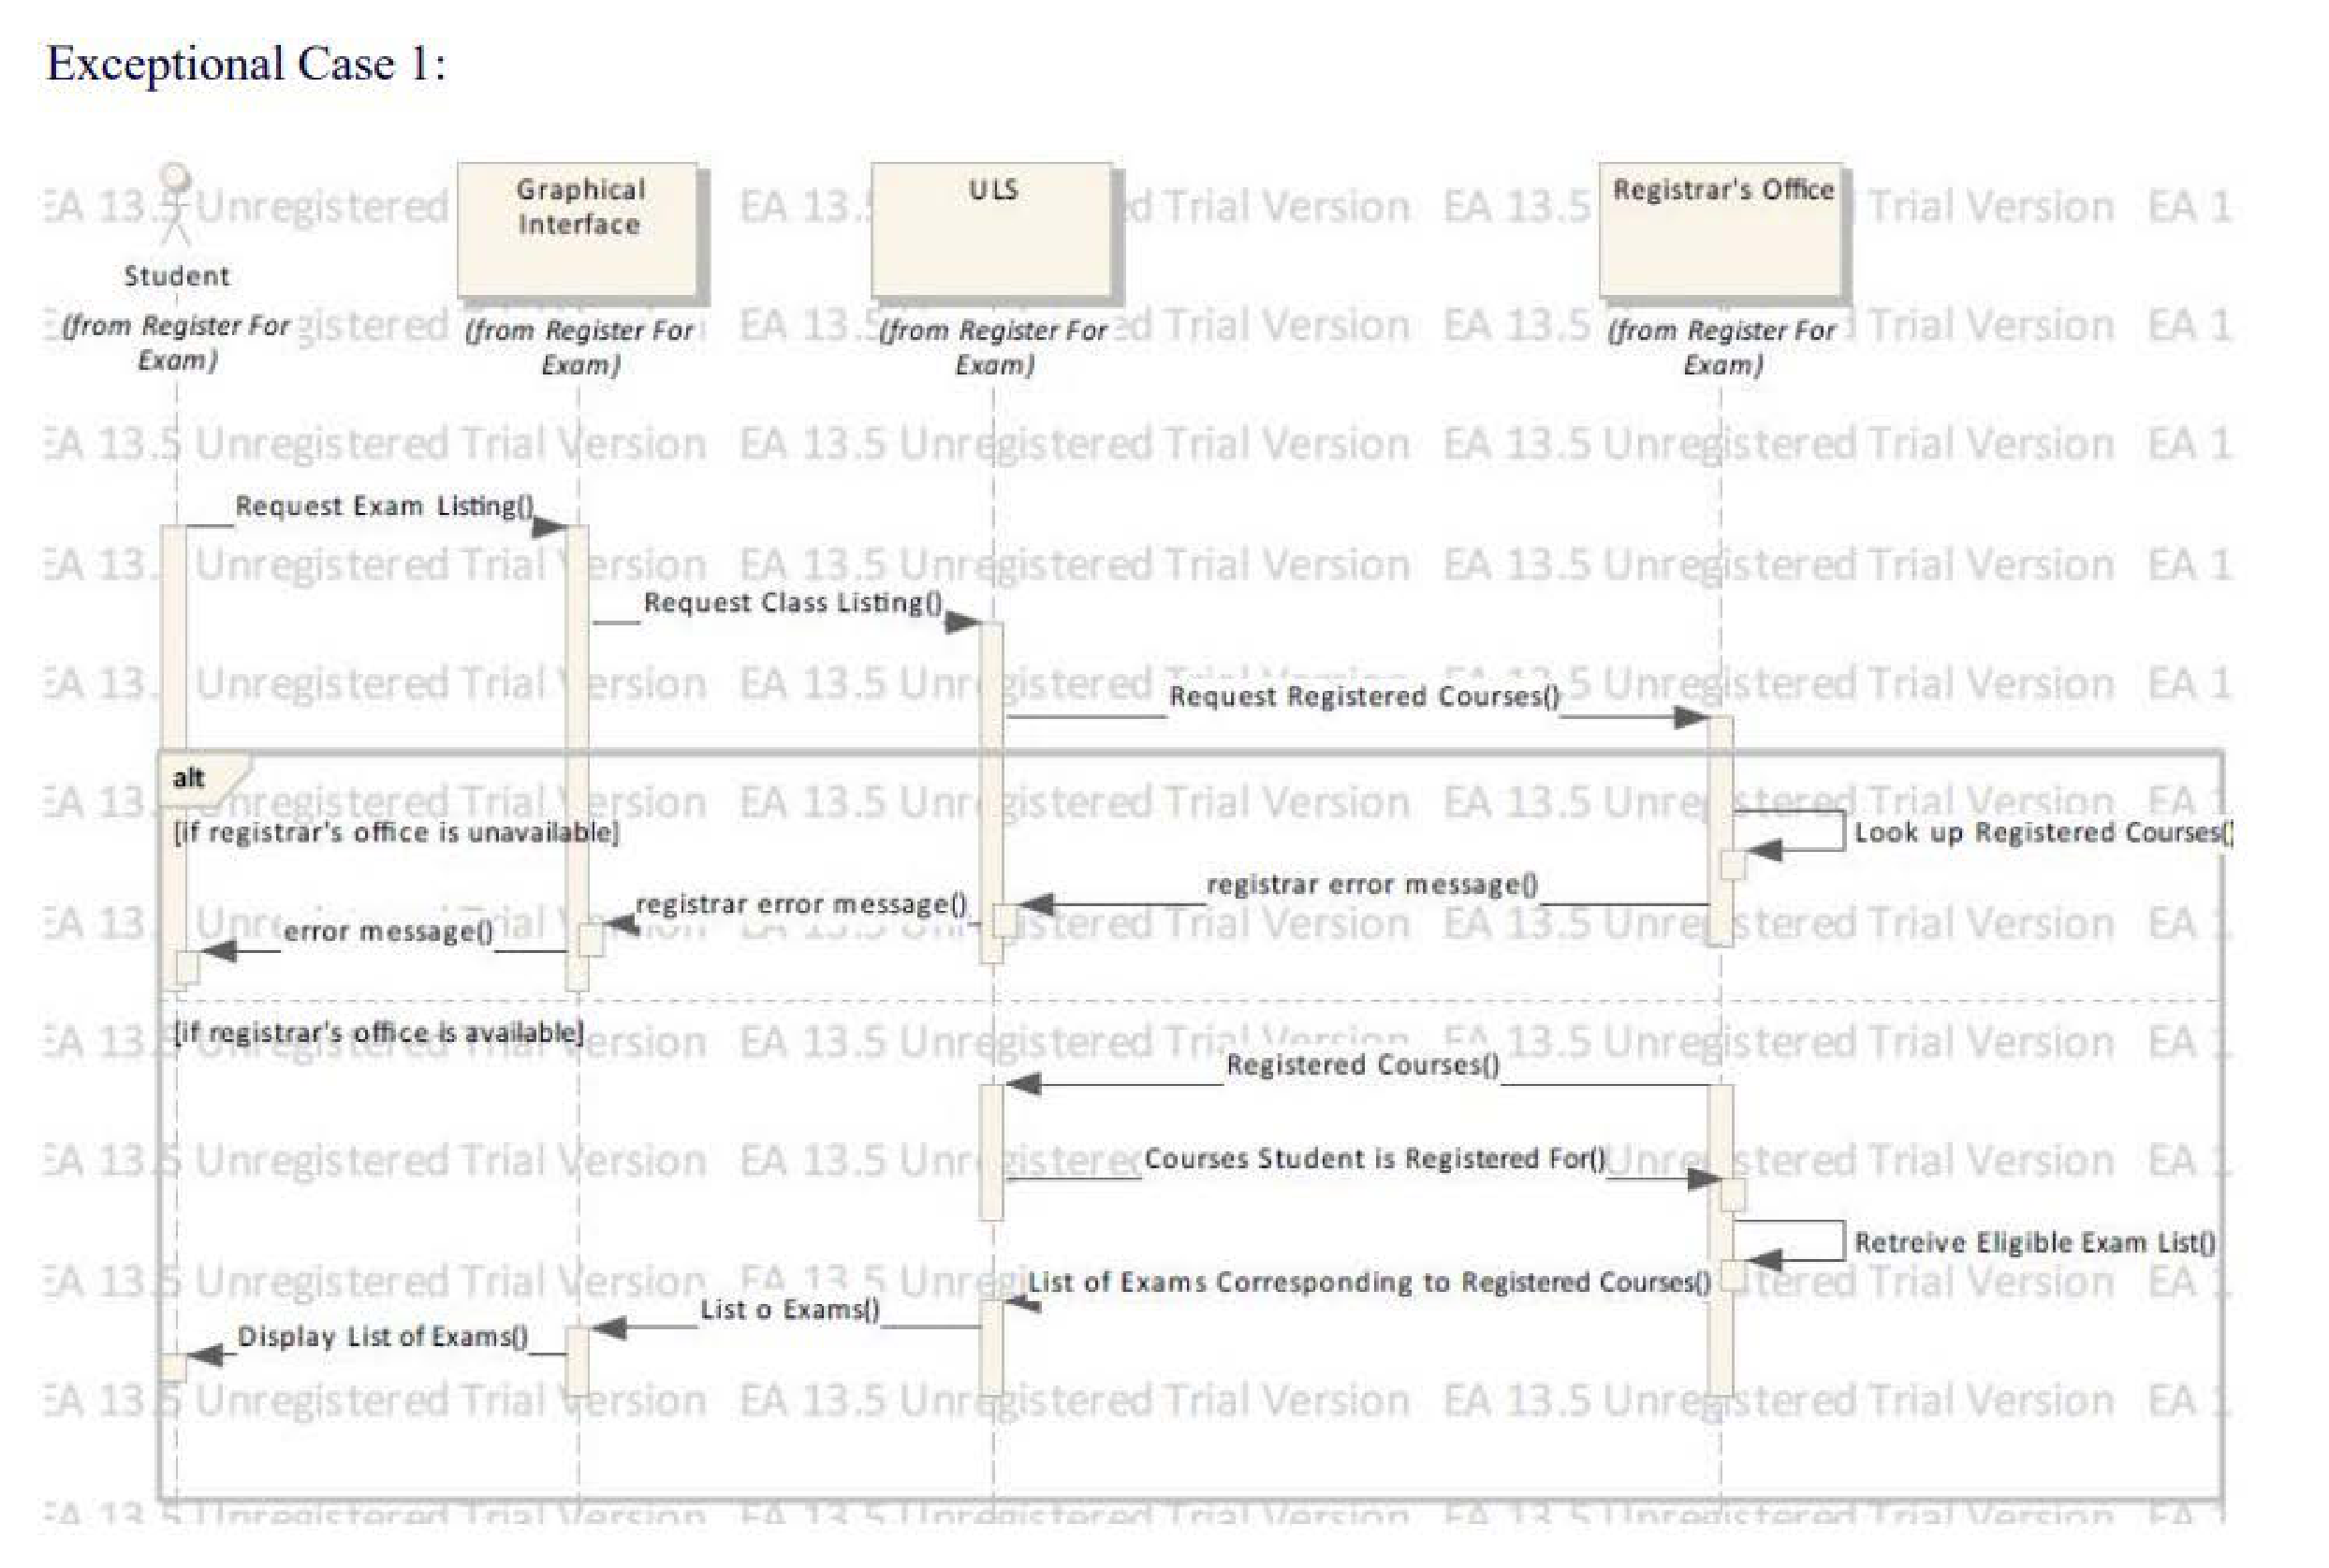 Exceptional Case 1:
Student
(from Register For
Exam)
Graphical
Interface
(from Register For
Exam)
ULS
(from Register For
Exam)
Registrar's Office
(from Register For
Exam)
Request Exam Listing()
Request Class Listing()
Request Registered Courses()
alt
[if registrar's office is unavailable]
Look up Registered Courses()
registrar error message()
registrar error message()
error message()
[if registrar's office is available]
Registered Courses()
Courses Student is Registered For()
Retreive Eligible Exam List()
List of Exams Corresponding to Registered Courses()
List o Exams()
Display List of Exams()
EA 13.5 Unregistered Trial Version EA 13.5 Unregistered Trial Version EA 13.5 Unregistered Trial Version EA 1